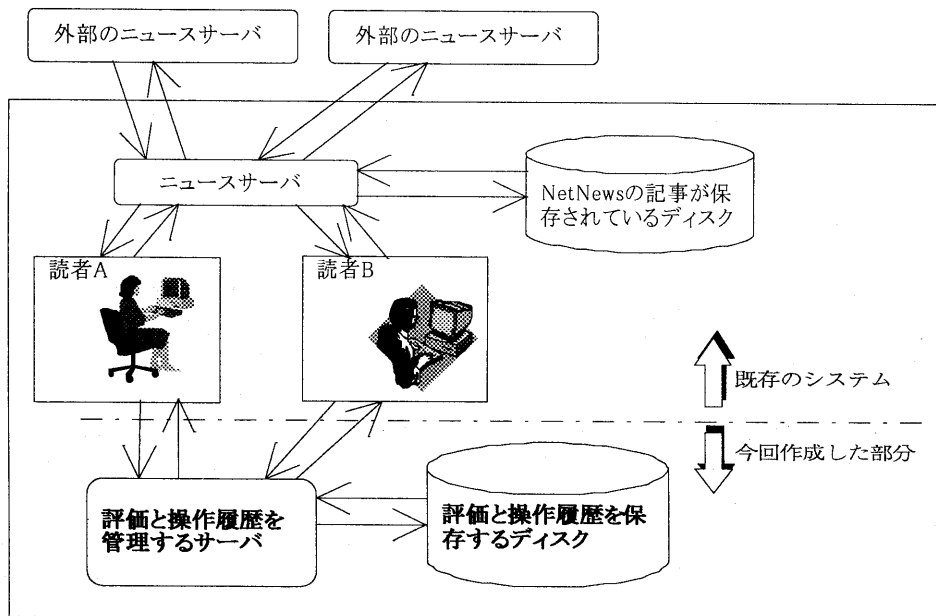 外部のニュースサーバ
外部のニュースサーバ
ニュースサーバ
NetNewsの記事が保
存されているディスク
読者A
読者B
既存のシステム
今回作成した部分
評価と操作履歴を
管理するサーバ
評価と操作履歴を保
存するディスク